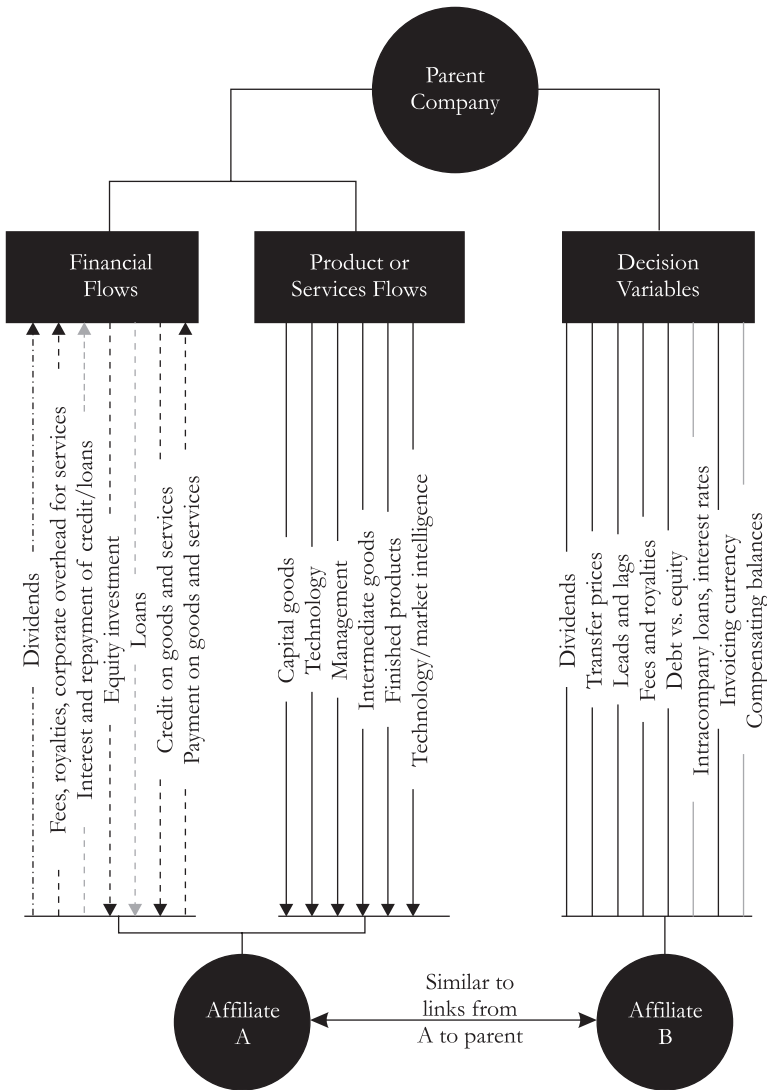 Parent
Company
Financial
Flows
Product or
Services Flows
Decision
Variables
Dividends
Fees, royalties, corporate overhead for services
Interest and repayment of credit/loans
Equity investment
Loans
Credit on goods and services
Payment on goods and services
Capital goods
Technology
Management
Intermediate goods
Finished products
Technology/market intelligence
Dividends
Transfer prices
Leads and lags
Fees and royalties
Debt vs. equity
Intracompany loans, interest rates
Invoicing currency
Compensating balances
Affiliate
A
Similar to
links from
A to parent
Affiliate
B